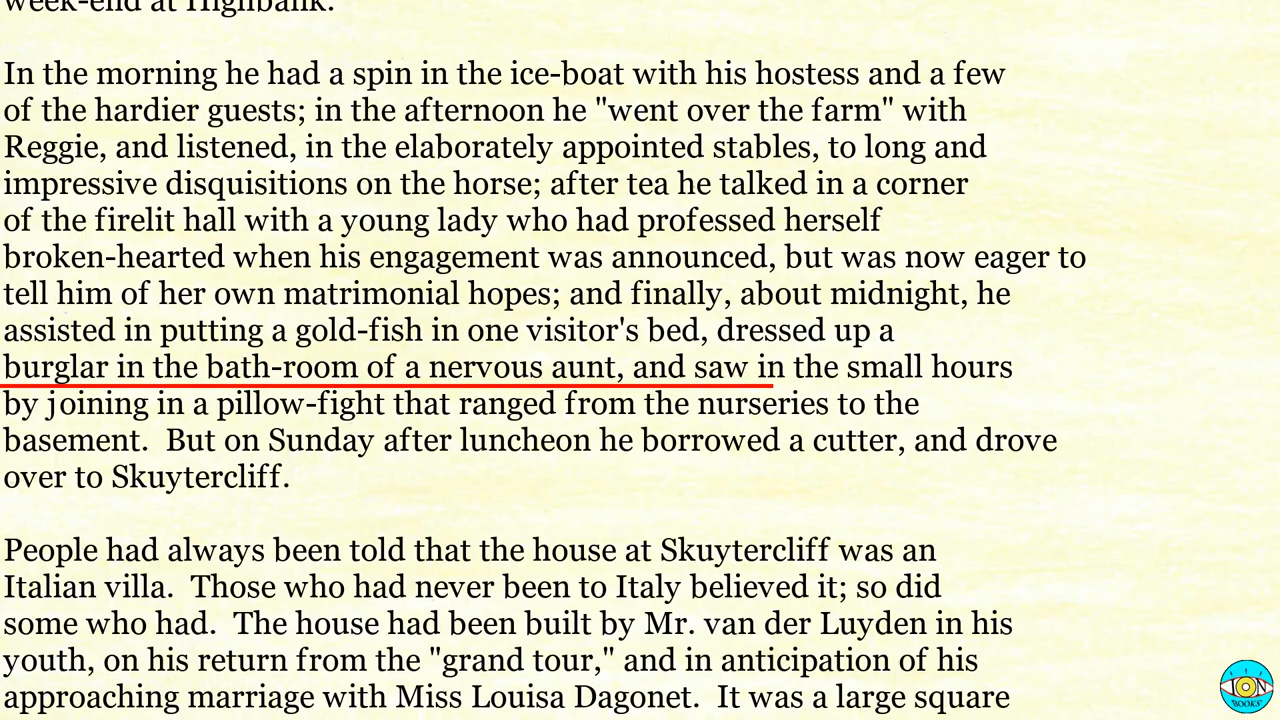 week-end at Highbank.
In the morning he had a spin in the ice-boat with his hostess and a few
of the hardier guests; in the afternoon he "went over the farm" with
Reggie, and listened, in the elaborately appointed stables, to long and
impressive disquisitions on the horse; after tea he talked in a corner
of the firelit hall with a young lady who had professed herself
broken-hearted when his engagement was announced, but was now eager to
tell him of her own matrimonial hopes; and finally, about midnight, he
assisted in putting a gold-fish in one visitor's bed, dressed up a
burglar in the bath-room of a nervous aunt, and saw in the small hours
by joining in a pillow-fight that ranged from the nurseries to the
basement.  But on Sunday after luncheon he borrowed a cutter, and drove
over to Skuytercliff.
People had always been told that the house at Skuytercliff was an
Italian villa.  Those who had never been to Italy believed it; so did
some who had.  The house had been built by Mr. van der Luyden in his
youth, on his return from the "grand tour," and in anticipation of his
approaching marriage with Miss Louisa Dagonet.  It was a large square
ION
BOOKS